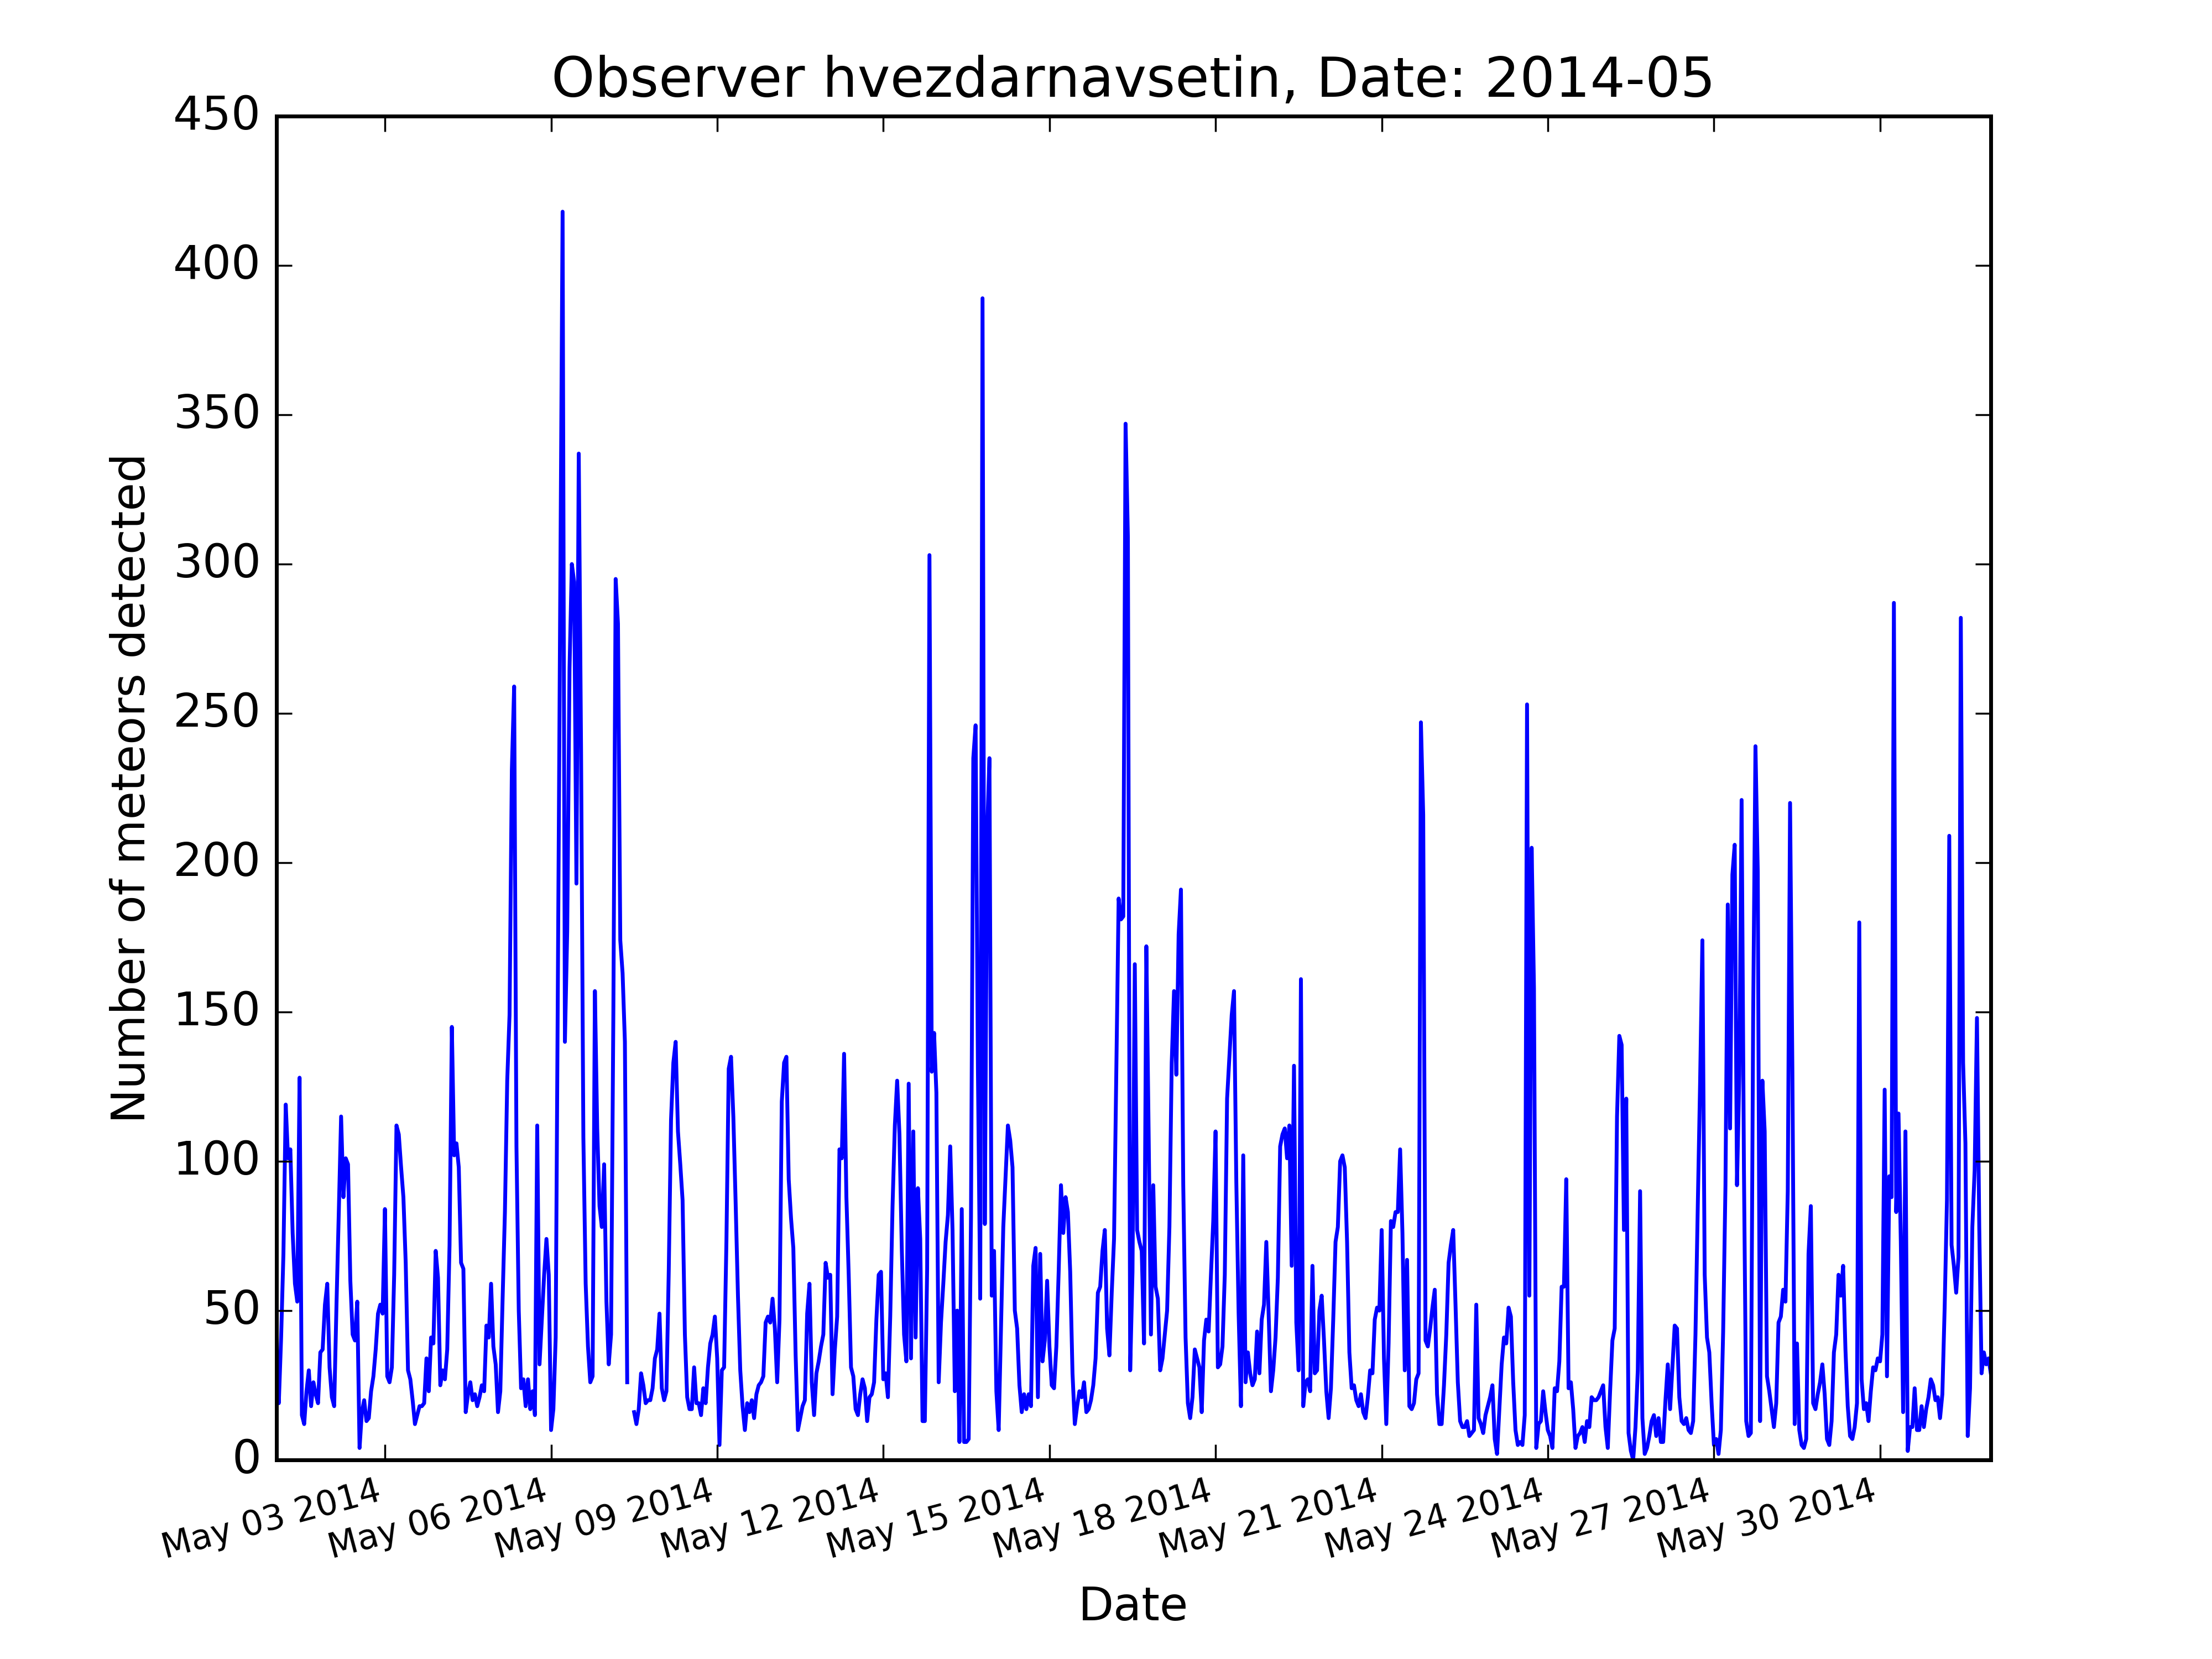 Observer hvezdarnavsetin, Date: 2014-05
450
400
350
300
250
200
150
100
50
0
Number of meteors detected
May 03 2014
May 06 2014
May 09 2014
May 12 2014
May 15 2014
May 18 2014
May 21 2014
May 24 2014
May 27 2014
May 30 2014
Date